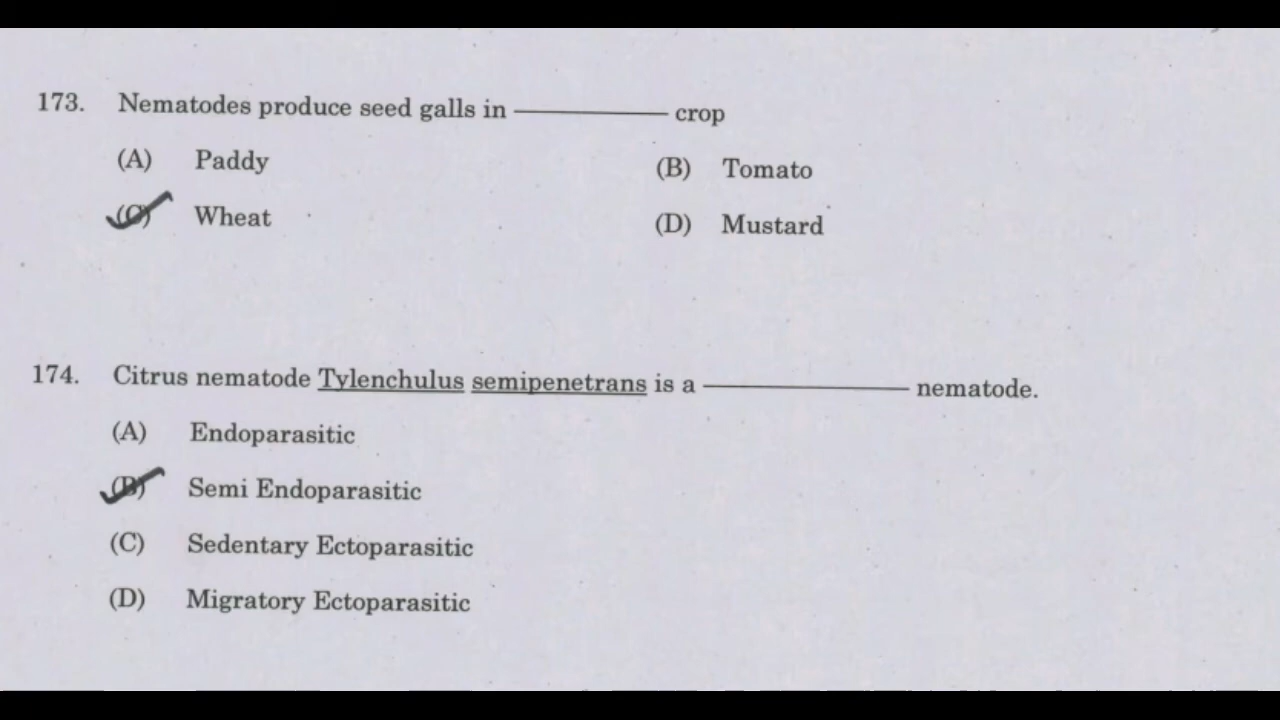 173. Nematodes produce seed galls in ———————— crop
(A) Paddy (B) Tomato
(C) Wheat (D) Mustard
174. Citrus nematode Tylenchulus semipenetrans is a ———————— nematode.
(A) Endoparasitic
(B) Semi Endoparasitic
(C) Sedentary Ectoparasitic
(D) Migratory Ectoparasitic